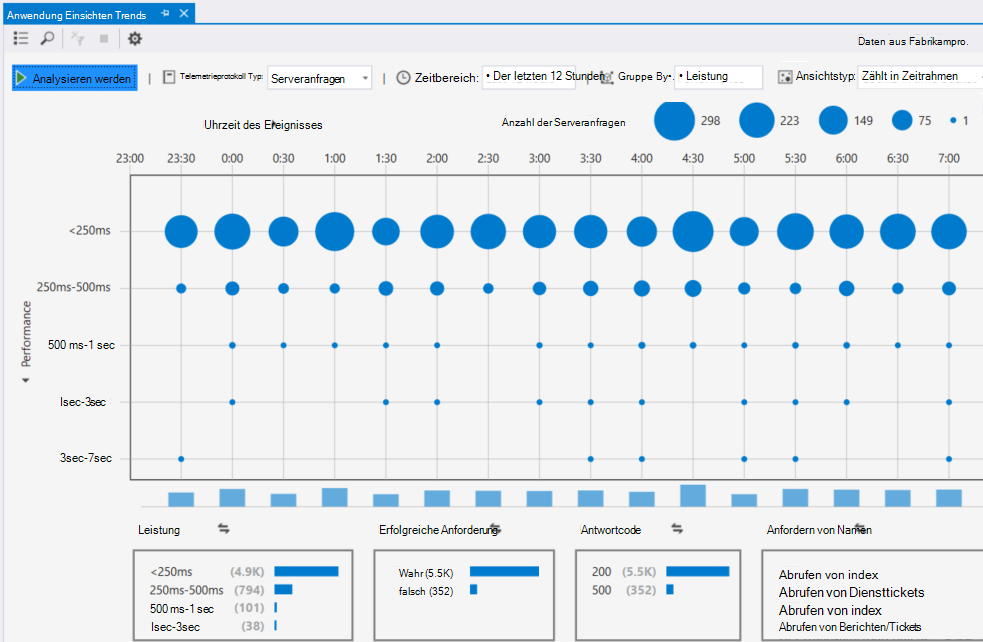 Anwendung Einsichten Trends
Daten aus Fabrikampro.
Analysieren werden | Telemetrieprotokoll Typ: Serveranfragen | Zeitbereich: • Der letzten 12 Stunden Gruppe By•. • Leistung Ansichtstyp: Zählt in Zeitrahmen
Uhrzeit des Ereignisses Anzahl der Serveranfragen 298 223 149 75 1
23:00 23:30 0:00 0:30 1:00 1:30 2:00 2:30 3:00 3:30 4:00 4:30 5:00 5:30 6:00 6:30 7:00
<250ms
250ms-500ms
Performance
500 ms-1 sec
lsec-3sec
3sec-7sec
Leistung Erfolgreiche Anforderung Antwortcode Anfordern von Namen
<250ms (4.9K)
250ms-500ms (794)
500 ms-1 sec (101)
lsec-3sec (38)
Wahr (5.5K)
falsch (352)
200 (5.5K)
500 (352)
Abrufen von index
Abrufen von Diensttickets
Abrufen von index
Abrufen von Berichten/Tickets